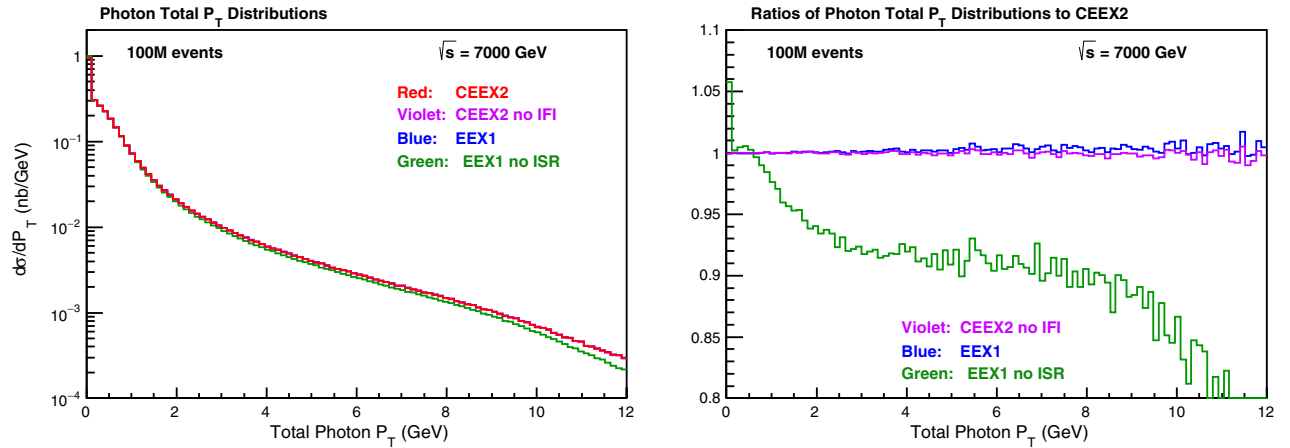 Photon Total P_T Distributions
100M events
√s = 7000 GeV
Red: CEEX2
Violet: CEEX2 no IFI
Blue: EEX1
Green: EEX1 no ISR
dσ/dP_T (nb/GeV)
1
10⁻¹
10⁻²
10⁻³
10⁻⁴
0 2 4 6 8 10 12
Total Photon P_T (GeV)
Ratios of Photon Total P_T Distributions to CEEX2
100M events
√s = 7000 GeV
1.1
1.05
1
0.95
0.9
0.85
0.8
Violet: CEEX2 no IFI
Blue: EEX1
Green: EEX1 no ISR
0 2 4 6 8 10 12
Total Photon P_T (GeV)